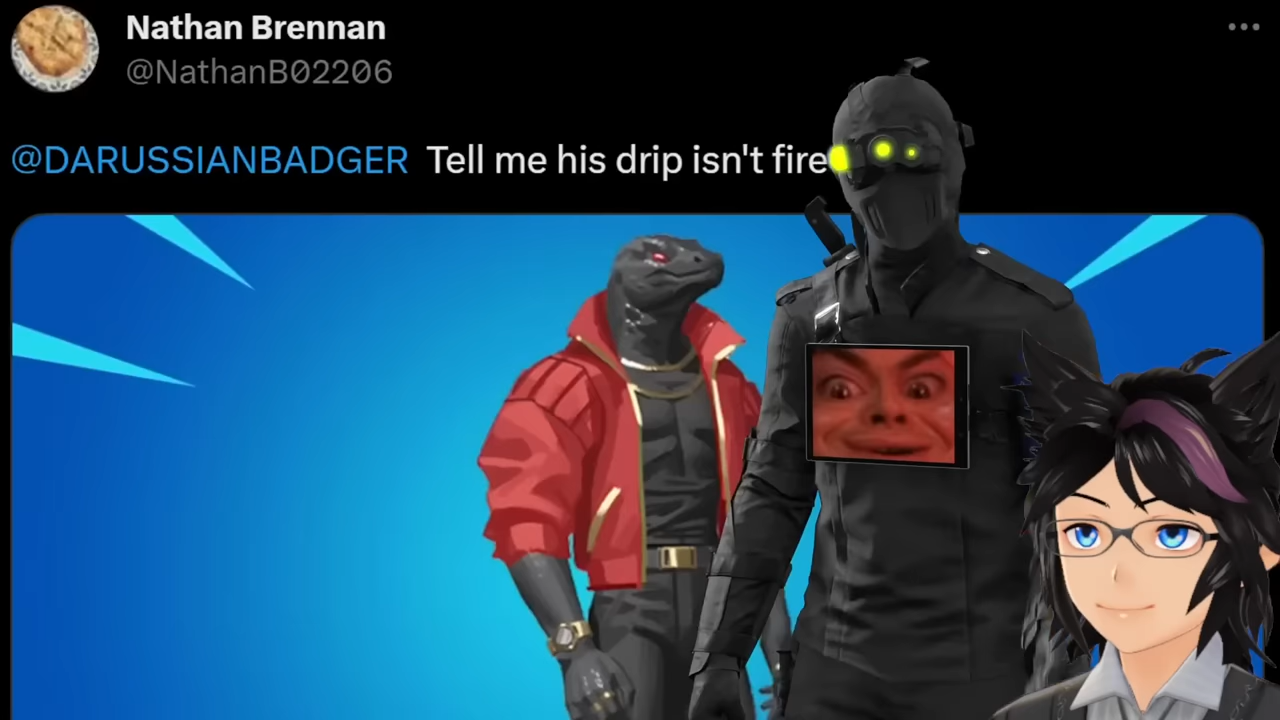 Nathan Brennan
@NathanB02206
@DARUSSIANBADGER Tell me his drip isn't fire